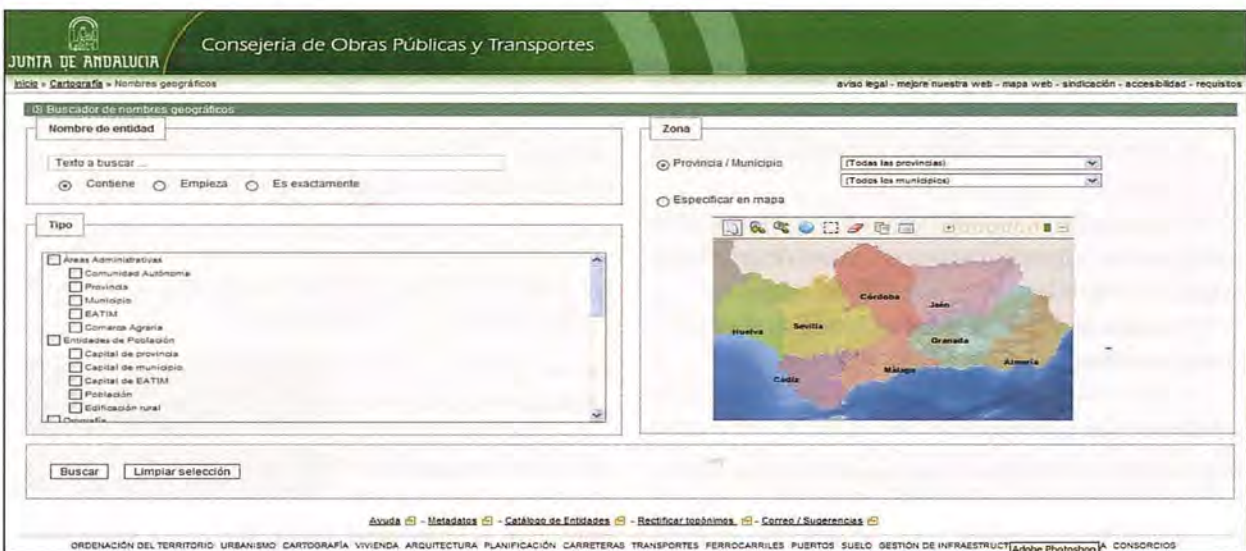 JUNTA DE ANDALUCIA
Consejería de Obras Públicas y Transportes
Inicio » Cartografía » Nombres geográficos
aviso legal - mejore nuestra web - mapa web - sindicación - accesibilidad - requisitos
Buscador de nombres geográficos
Nombre de entidad
Texto a buscar ...
Contiene
Empieza
Es exactamente
Tipo
Áreas Administrativas
Comunidad Autónoma
Provincia
Municipio
EATIM
Comarca Agraria
Entidades de Población
Capital de provincia
Capital de municipio
Capital de EATIM
Población
Edificación rural
Orografía
Zona
Provincia / Municipio
(Todas las provincias)
(Todos los municipios)
Especificar en mapa
Córdoba
Jaén
Huelva
Sevilla
Granada
Almería
Málaga
Cádiz
Buscar
Limpiar selección
Ayuda - Metadatos - Catálogo de Entidades - Rectificar topónimos - Correo / Sugerencias
ORDENACIÓN DEL TERRITORIO URBANISMO CARTOGRAFÍA VIVIENDA ARQUITECTURA PLANIFICACIÓN CARRETERAS TRANSPORTES FERROCARRILES PUERTOS SUELO GESTIÓN DE INFRAESTRUCT A CONSORCIOS
Adobe Photoshop